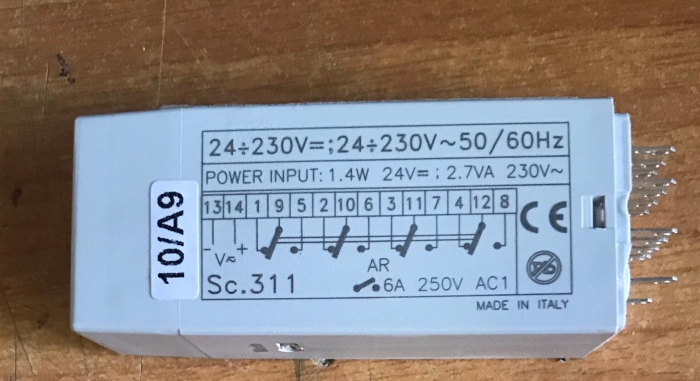 24÷230V=;24÷230V~50/60Hz
POWER INPUT: 1.4W 24V=; 2.7VA 230V~
13 14 1 9 5 2 10 6 3 11 7 4 12 8
CE
- V≂ +
AR
Sc.311
6A 250V AC1
MADE IN ITALY
10/A9